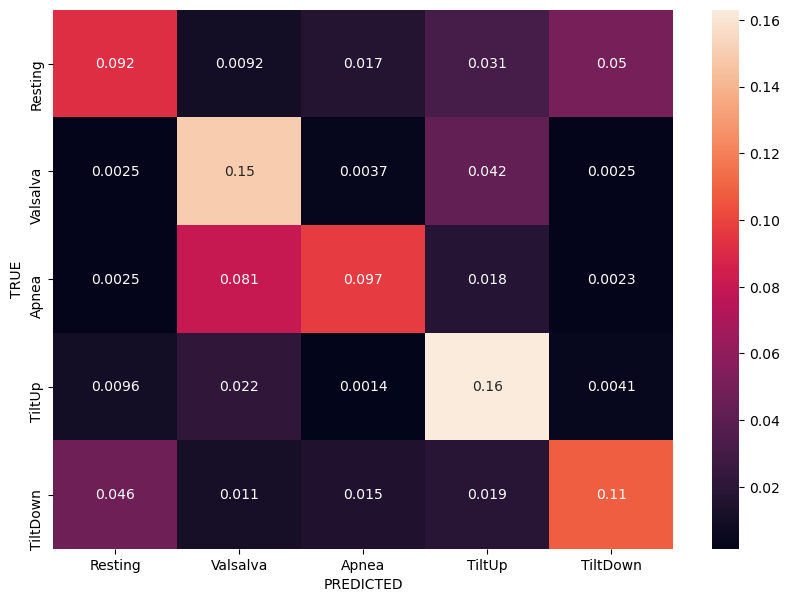 Resting 0.092 0.0092 0.017 0.031 0.05
Valsalva 0.0025 0.15 0.0037 0.042 0.0025
Apnea 0.0025 0.081 0.097 0.018 0.0023
TiltUp 0.0096 0.022 0.0014 0.16 0.0041
TiltDown 0.046 0.011 0.015 0.019 0.11
TRUE
Resting Valsalva Apnea TiltUp TiltDown
PREDICTED
0.16
0.14
0.12
0.10
0.08
0.06
0.04
0.02